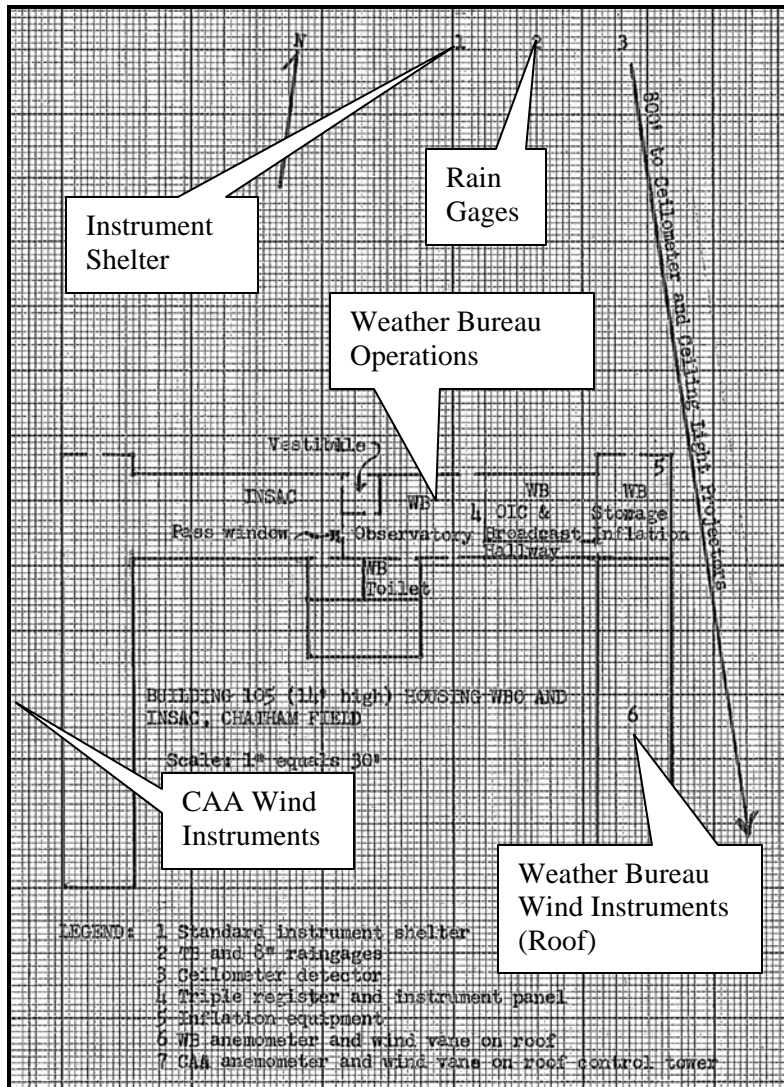 N
1
2
3
800' to Ceilometer and Ceiling Light Projectors
Instrument
Shelter
Rain
Gages
Weather Bureau
Operations
Vestibule
5
INSAC
WB
WB
WB
4
OIC &
Storage
Pass window
Observatory
Broadcast
Inflation
Hallway
WB
Toilet
BUILDING 105 (14' high) HOUSING WBO AND
INSAC, CHATHAM FIELD
6
Scale: 1" equals 30'
CAA Wind
Instruments
Weather Bureau
Wind Instruments
(Roof)
LEGEND: 1 Standard instrument shelter
2 TB and 8" raingages
3 Ceilometer detector
4 Triple register and instrument panel
5 Inflation equipment
6 WB anemometer and wind vane on roof
7 CAA anemometer and wind vane on roof control tower